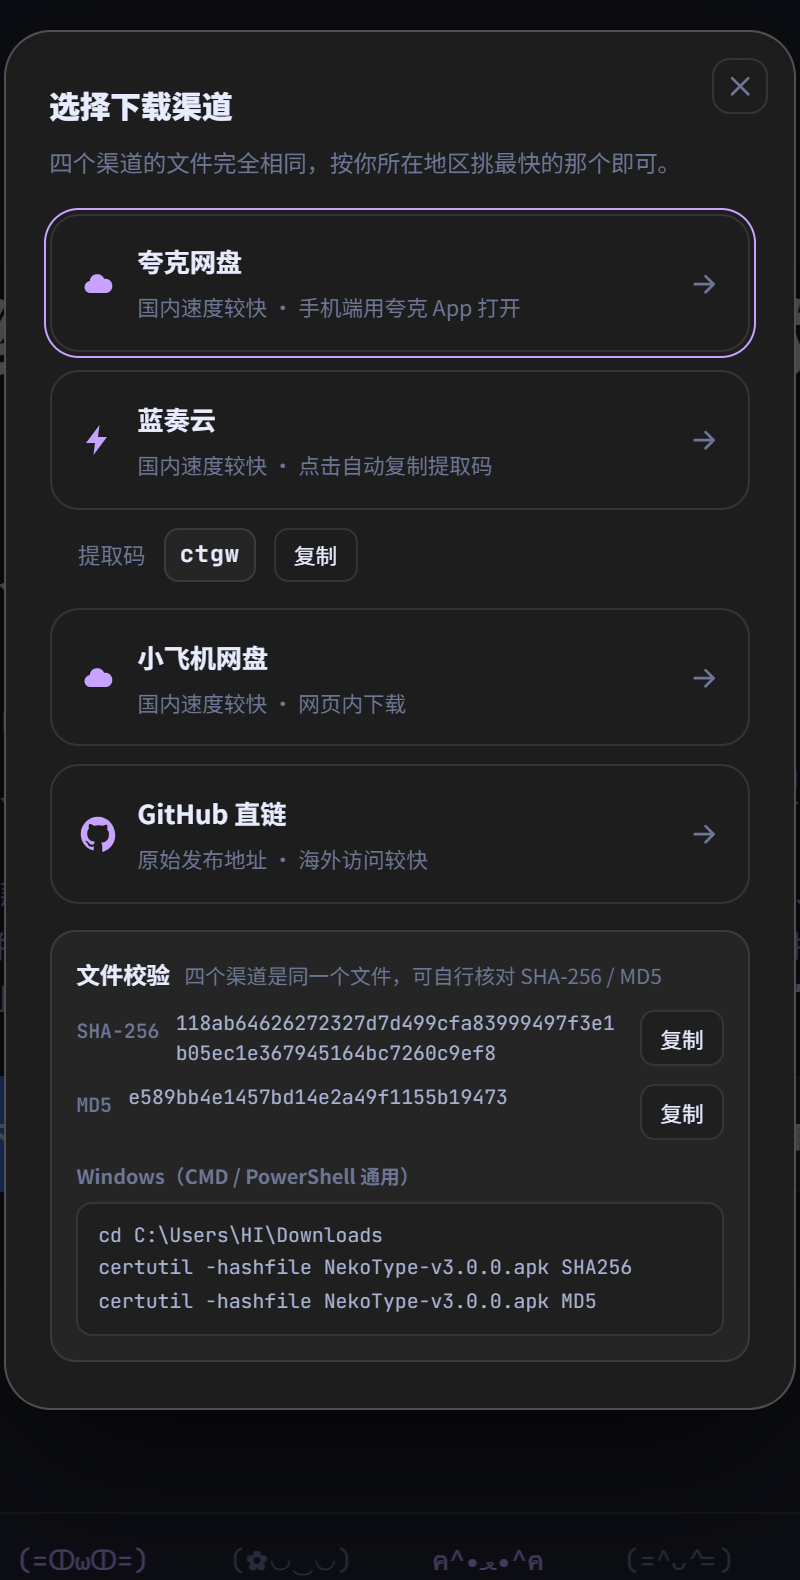 选择下载渠道
四个渠道的文件完全相同，按你所在地区挑最快的那个即可。
夸克网盘
国内速度较快 · 手机端用夸克 App 打开
蓝奏云
国内速度较快 · 点击自动复制提取码
提取码 ctgw 复制
小飞机网盘
国内速度较快 · 网页内下载
GitHub 直链
原始发布地址 · 海外访问较快
文件校验 四个渠道是同一个文件，可自行核对 SHA-256 / MD5
SHA-256 118ab64626272327d7d499cfa83999497f3e1
b05ec1e367945164bc7260c9ef8 复制
MD5 e589bb4e1457bd14e2a49f1155b19473 复制
Windows（CMD / PowerShell 通用）
cd C:\Users\HI\Downloads
certutil -hashfile NekoType-v3.0.0.apk SHA256
certutil -hashfile NekoType-v3.0.0.apk MD5